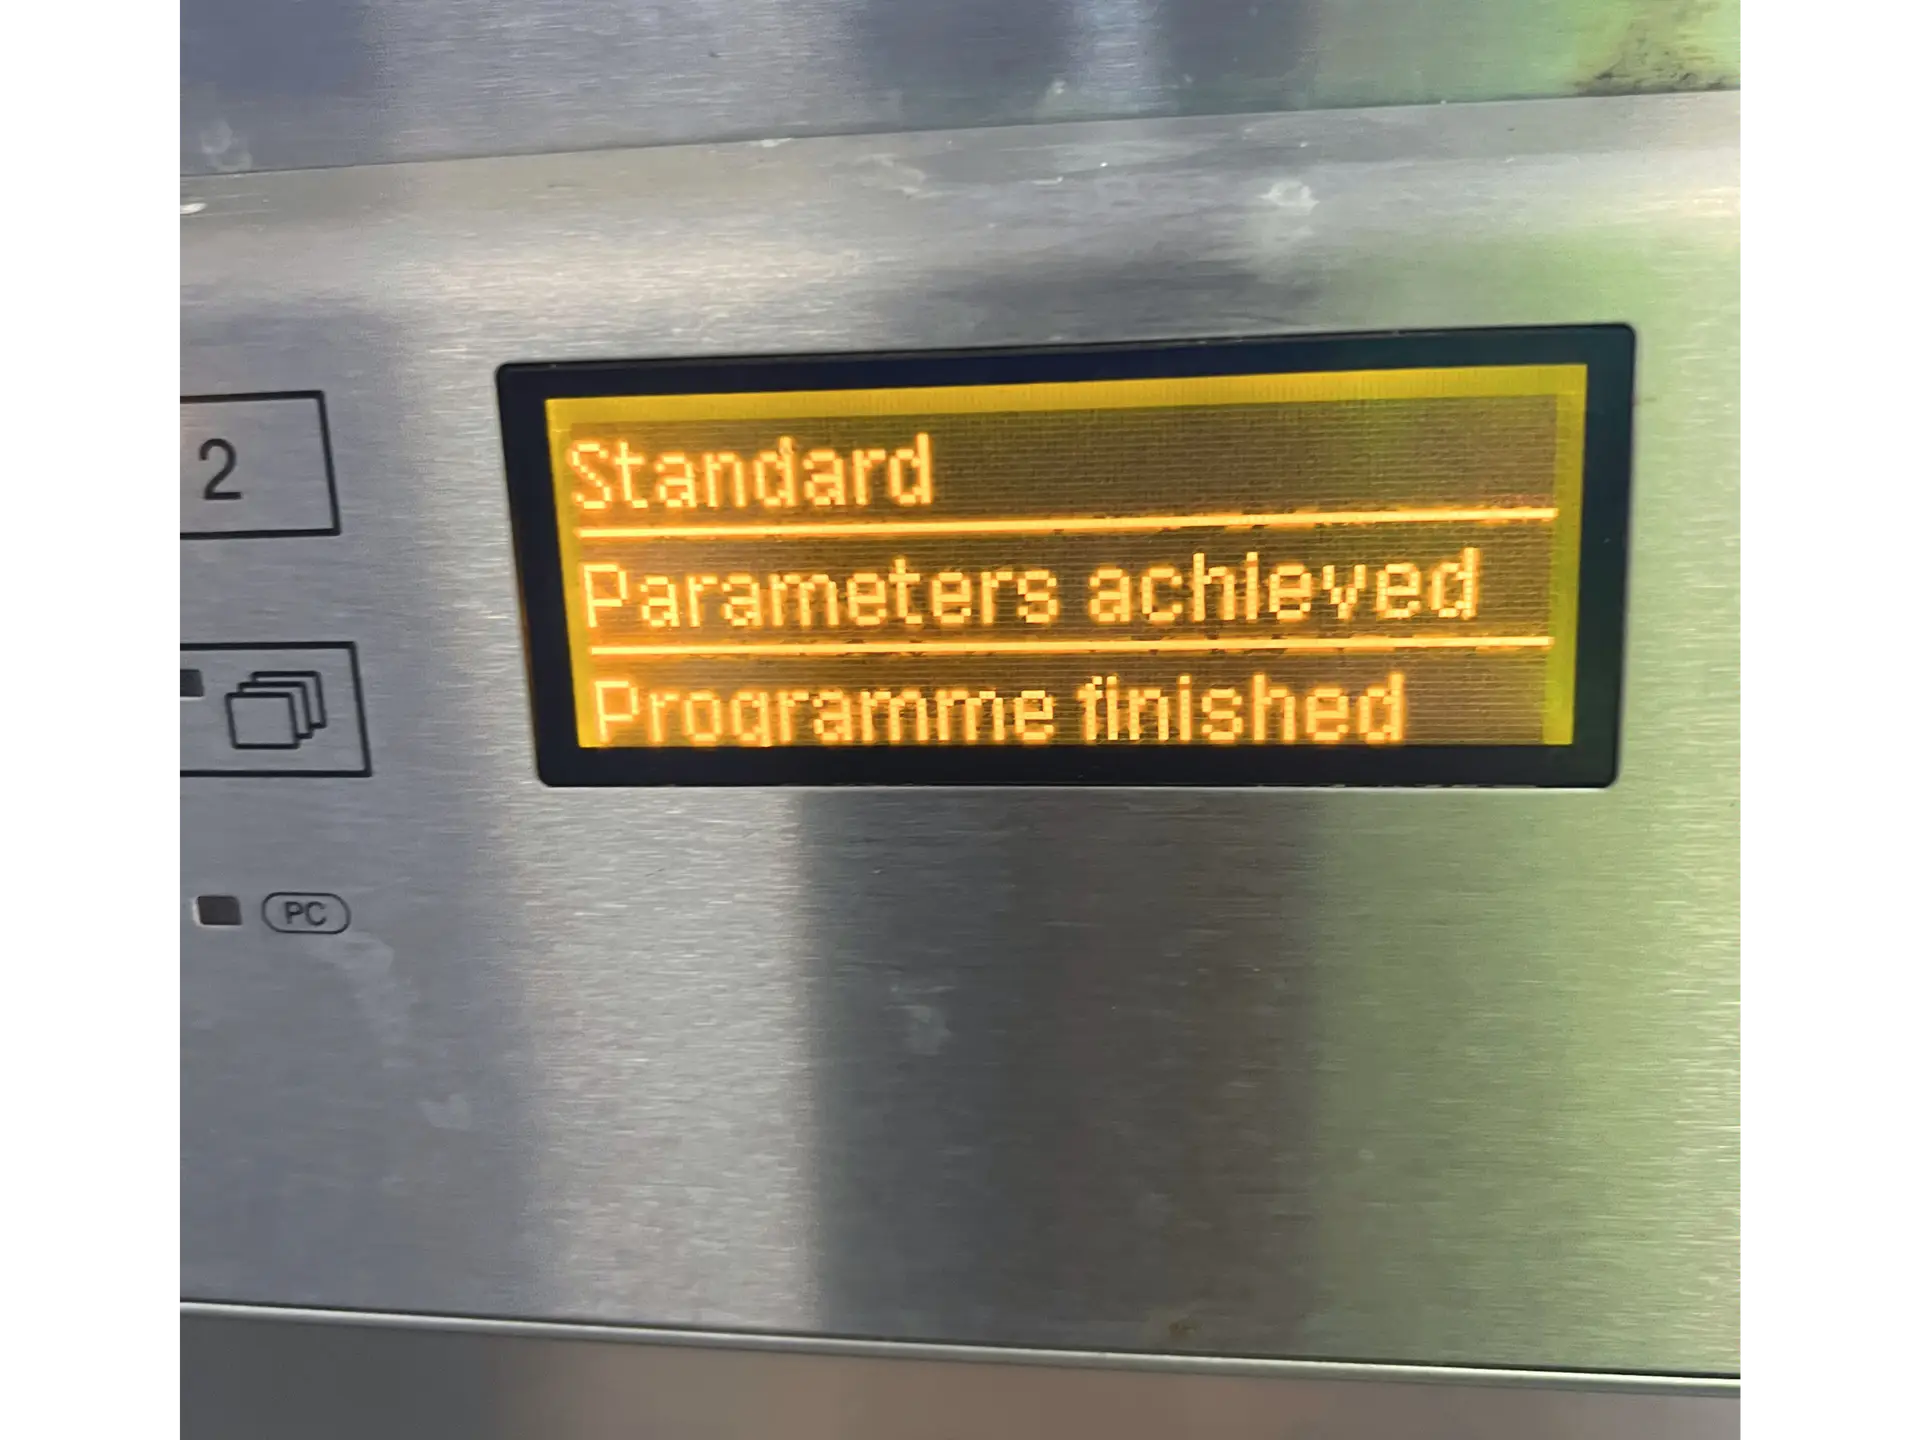 Standard
2
Parameters achieved
Programme finished
PC